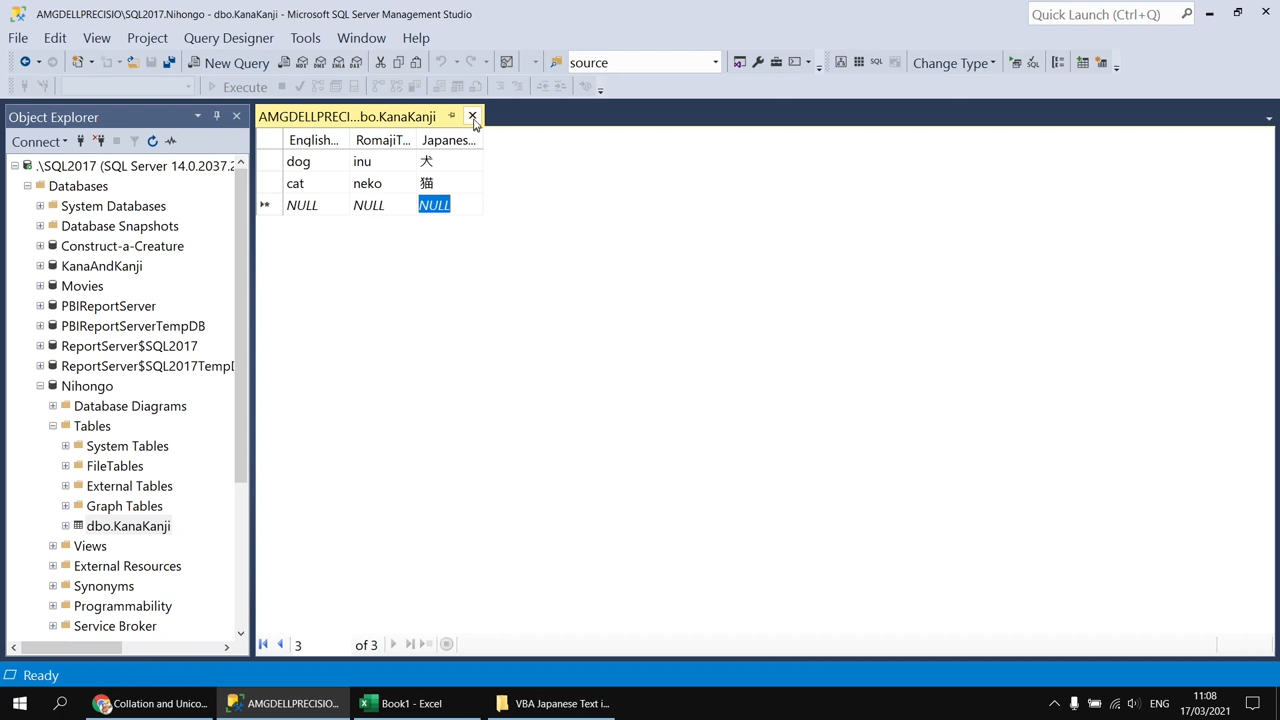 AMGDELLPRECISIO\SQL2017.Nihongo - dbo.KanaKanji - Microsoft SQL Server Management Studio
Quick Launch (Ctrl+Q)
File Edit View Project Query Designer Tools Window Help
New Query source Change Type
Execute
Object Explorer
AMGDELLPRECI...bo.KanaKanji
Connect
English... RomajiT... Japanes...
dog inu 犬
cat neko 猫
NULL NULL NULL
.\SQL2017 (SQL Server 14.0.2037.2
Databases
System Databases
Database Snapshots
Construct-a-Creature
KanaAndKanji
Movies
PBIReportServer
PBIReportServerTempDB
ReportServer$SQL2017
ReportServer$SQL2017Temp
Nihongo
Database Diagrams
Tables
System Tables
FileTables
External Tables
Graph Tables
dbo.KanaKanji
Views
External Resources
Synonyms
Programmability
Service Broker
3 of 3
Ready
Collation and Unico...
AMGDELLPRECISIO...
Book1 - Excel
VBA Japanese Text i...
ENG
11:08
17/03/2021